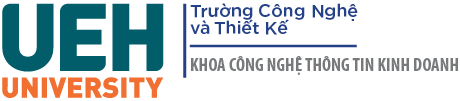 UEH
UNIVERSITY
Trường Công Nghệ
và Thiết Kế
KHOA CÔNG NGHỆ THÔNG TIN KINH DOANH